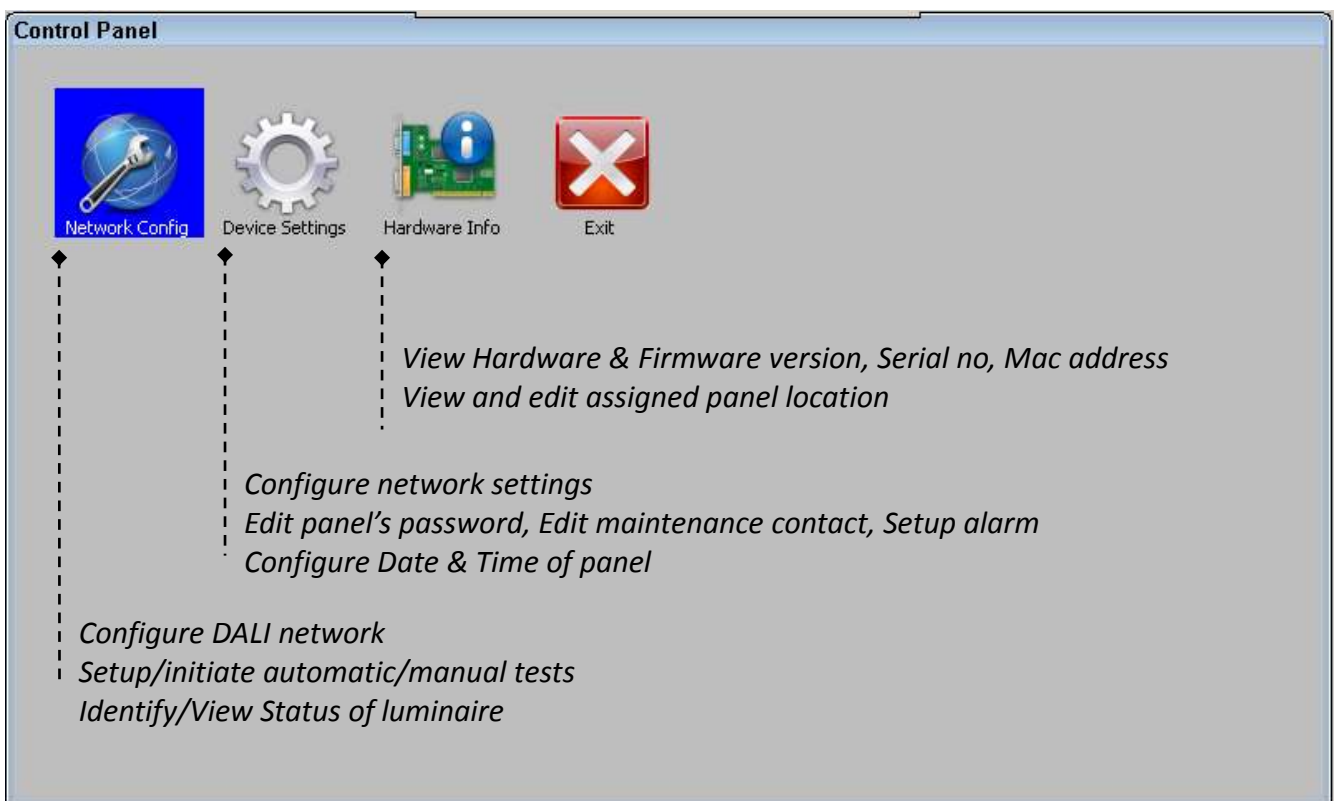 Control Panel
Network Config
Device Settings
Hardware Info
Exit
View Hardware & Firmware version, Serial no, Mac address
View and edit assigned panel location
Configure network settings
Edit panel’s password, Edit maintenance contact, Setup alarm
Configure Date & Time of panel
Configure DALI network
Setup/initiate automatic/manual tests
Identify/View Status of luminaire